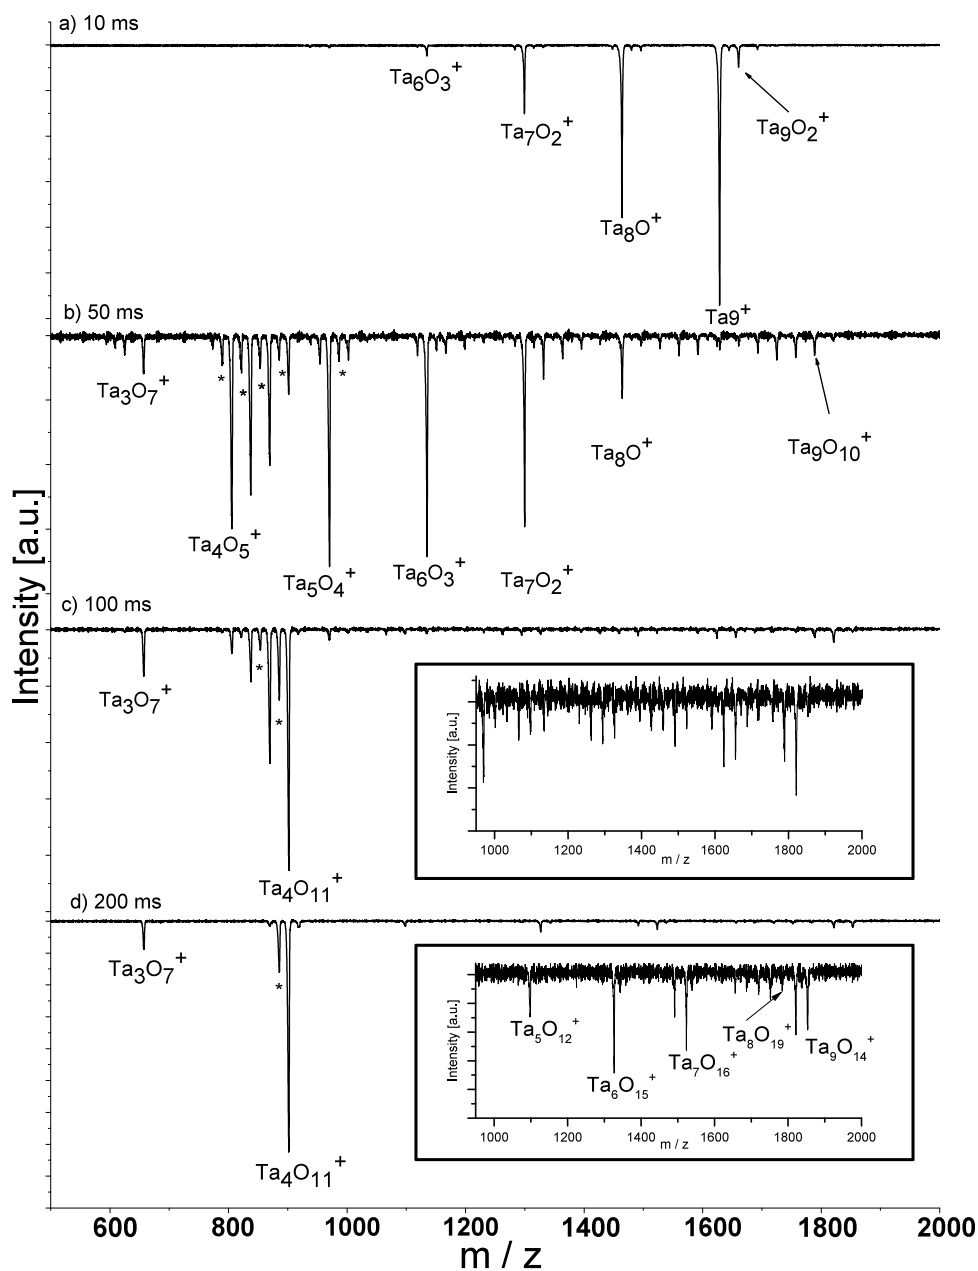 a) 10 ms
Ta6O3+
Ta7O2+
Ta9O2+
Ta8O+
Ta9+
b) 50 ms
Ta3O7+
*
*
*
*
*
Ta9O10+
Ta8O+
Ta4O5+
Ta5O4+
Ta6O3+
Ta7O2+
Intensity [a.u.]
c) 100 ms
Ta3O7+
*
*
Ta4O11+
Intensity [a.u.]
1000 1200 1400 1600 1800 2000
m / z
d) 200 ms
Ta3O7+
*
Ta4O11+
Intensity [a.u.]
Ta5O12+
Ta6O15+
Ta7O16+
Ta8O19+
Ta9O14+
1000 1200 1400 1600 1800 2000
m / z
600 800 1000 1200 1400 1600 1800 2000
m / z